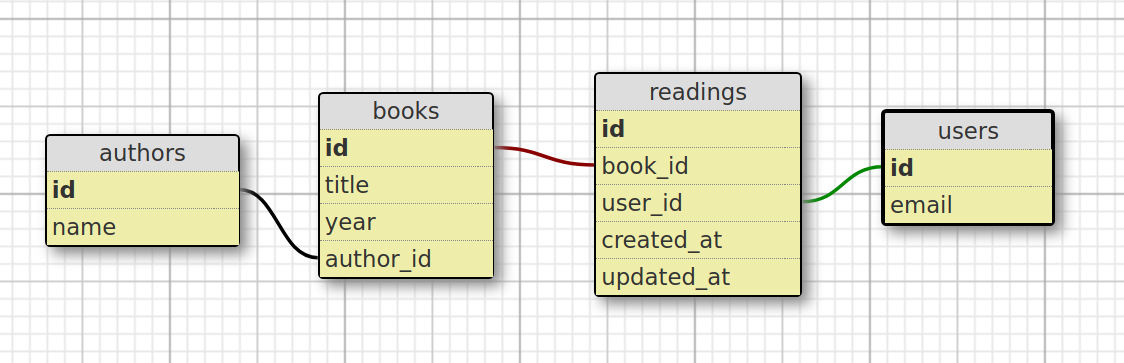 authors
id
name
books
id
title
year
author_id
readings
id
book_id
user_id
created_at
updated_at
users
id
email